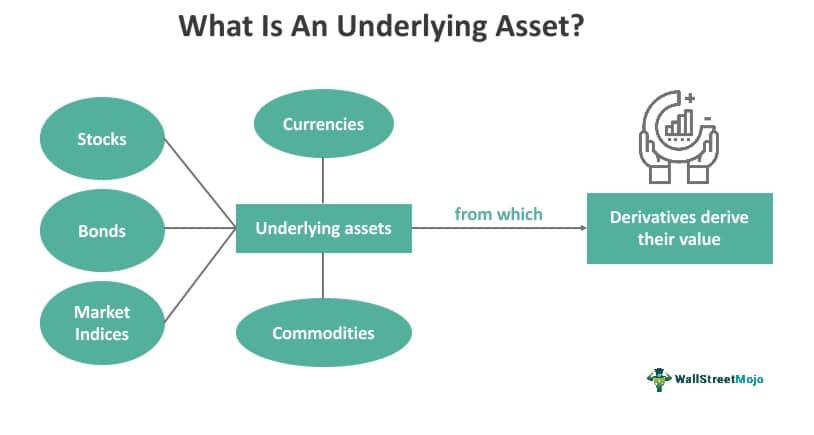 What Is An Underlying Asset?
Currencies
Stocks
from which
Derivatives derive
their value
Bonds
Underlying assets
Market
Indices
Commodities
WallStreetMojo